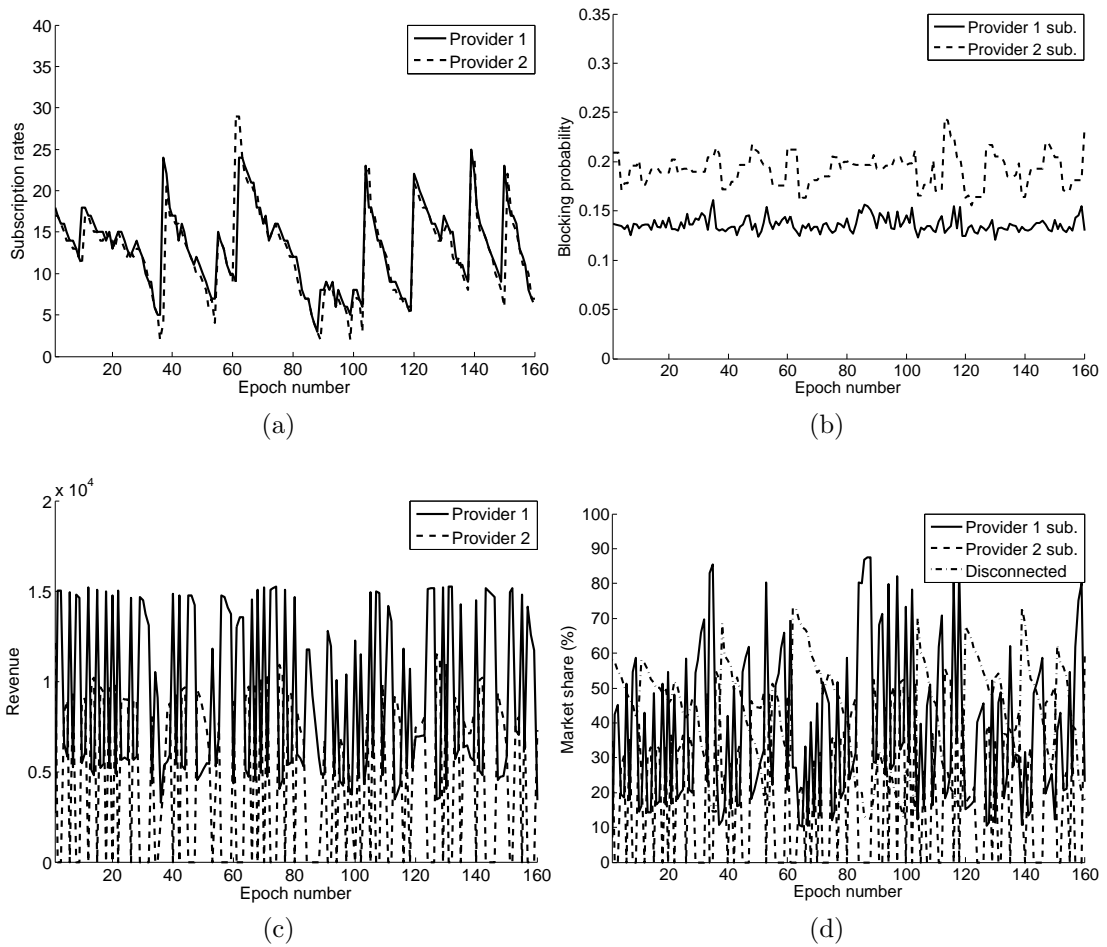 40
35
30
25
20
15
10
5
0
Subscription rates
Provider 1
Provider 2
20 40 60 80 100 120 140 160
Epoch number
(a)
0.35
0.3
0.25
0.2
0.15
0.1
0.05
0
Blocking probability
Provider 1 sub.
Provider 2 sub.
20 40 60 80 100 120 140 160
Epoch number
(b)
x 10^4
2
1.5
1
0.5
0
Revenue
Provider 1
Provider 2
20 40 60 80 100 120 140 160
Epoch number
(c)
100
90
80
70
60
50
40
30
20
10
0
Market share (%)
Provider 1 sub.
Provider 2 sub.
Disconnected
20 40 60 80 100 120 140 160
Epoch number
(d)